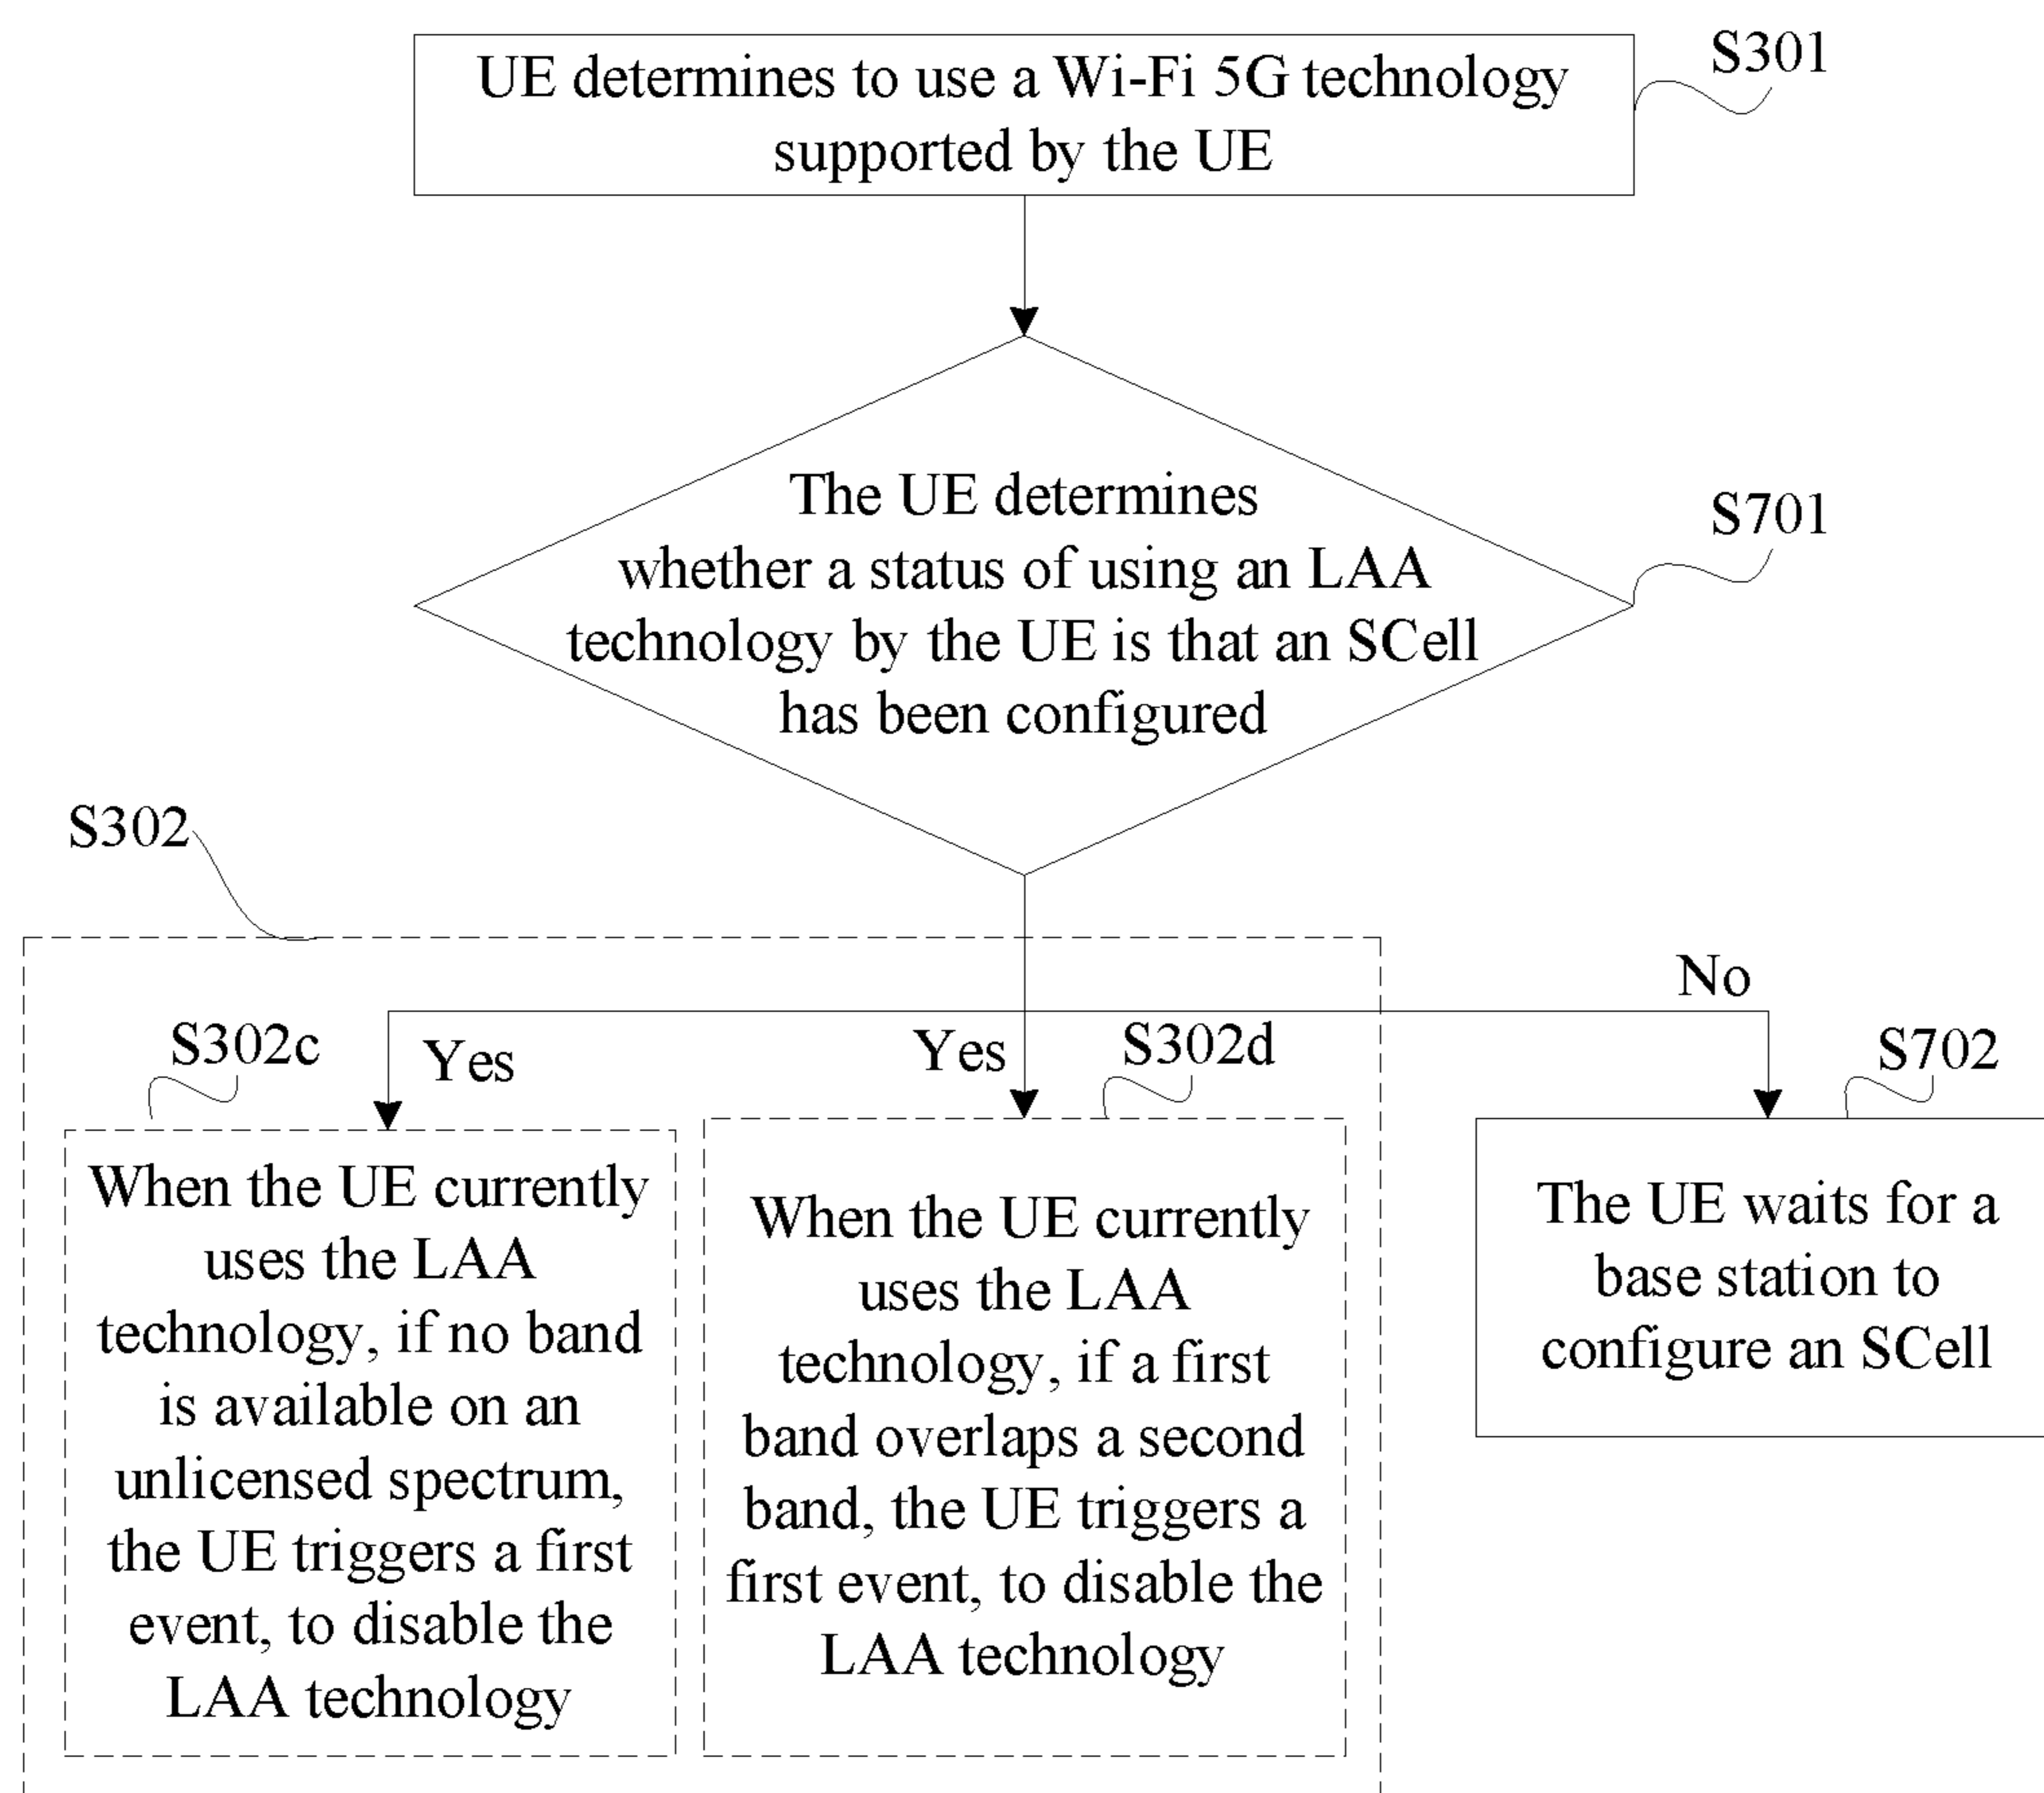 UE determines to use a Wi-Fi 5G technology
supported by the UE
S301
The UE determines
whether a status of using an LAA
technology by the UE is that an SCell
has been configured
S701
S302
No
S302c
Yes
Yes
S302d
S702
When the UE currently
uses the LAA
technology, if no band
is available on an
unlicensed spectrum,
the UE triggers a first
event, to disable the
LAA technology
When the UE currently
uses the LAA
technology, if a first
band overlaps a second
band, the UE triggers a
first event, to disable the
LAA technology
The UE waits for a
base station to
configure an SCell